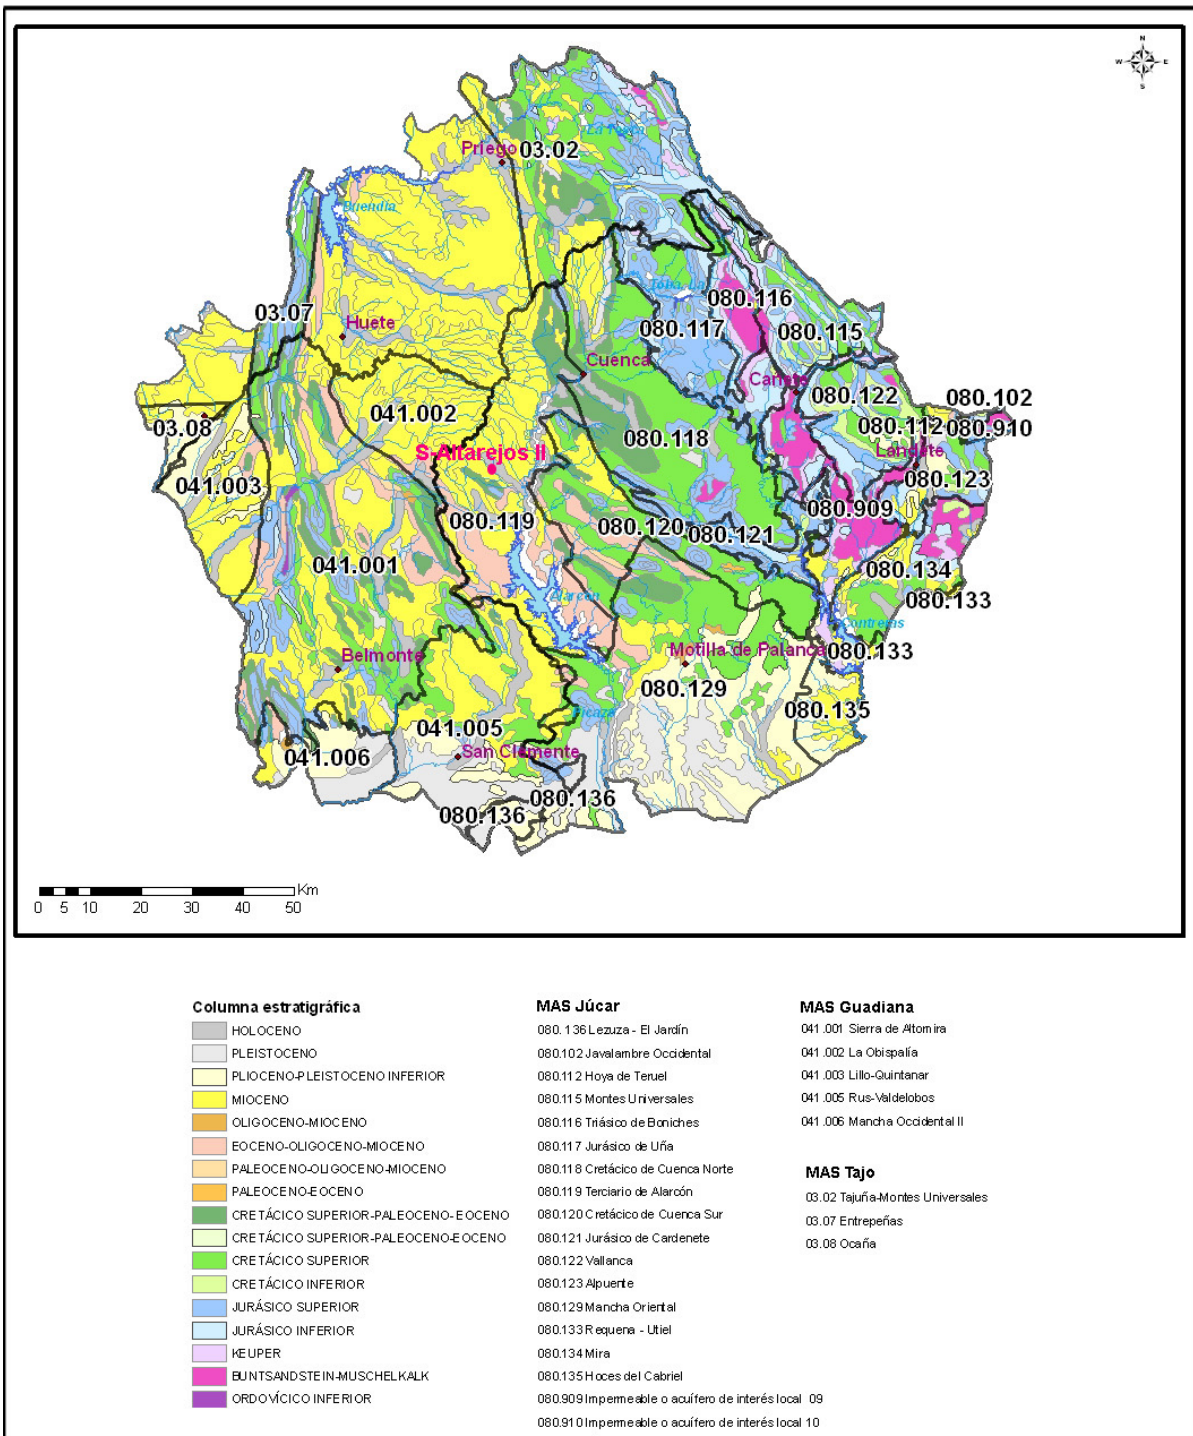 N
W E
S
La Tosca
Priego
03.02
Buendía
03.07
Toba, La
080.116
Huete
080.117
080.115
Cuenca
Cañete
080.122
080.102
041.002
03.08
080.112
080.910
080.118
S-Altarejos II
Landete
041.003
080.123
080.119
080.120
080.121
080.909
041.001
080.134
080.133
Alarcón
Contreras
Belmonte
Motilla de Palanca
080.133
080.129
080.135
Picazo
041.005
041.006
San Clemente
080.136
080.136
Km
0 5 10 20 30 40 50
Columna estratigráfica
HOLOCENO
PLEISTOCENO
PLIOCENO-PLEISTOCENO INFERIOR
MIOCENO
OLIGOCENO-MIOCENO
EOCENO-OLIGOCENO-MIOCENO
PALEOCENO-OLIGOCENO-MIOCENO
PALEOCENO-EOCENO
CRETÁCICO SUPERIOR-PALEOCENO-EOCENO
CRETÁCICO SUPERIOR-PALEOCENO-EOCENO
CRETÁCICO SUPERIOR
CRETÁCICO INFERIOR
JURÁSICO SUPERIOR
JURÁSICO INFERIOR
KEUPER
BUNTSANDSTEIN-MUSCHELKALK
ORDOVÍCICO INFERIOR
MAS Júcar
080.136 Lezuza - El Jardín
080.102 Javalambre Occidental
080.112 Hoya de Teruel
080.115 Montes Universales
080.116 Triásico de Boniches
080.117 Jurásico de Uña
080.118 Cretácico de Cuenca Norte
080.119 Terciario de Alarcón
080.120 Cretácico de Cuenca Sur
080.121 Jurásico de Cardenete
080.122 Vallanca
080.123 Alpuente
080.129 Mancha Oriental
080.133 Requena - Utiel
080.134 Mira
080.135 Hoces del Cabriel
080.909 Impermeable o acuífero de interés local 09
080.910 Impermeable o acuífero de interés local 10
MAS Guadiana
041.001 Sierra de Altomira
041.002 La Obispalía
041.003 Lillo-Quintanar
041.005 Rus-Valdelobos
041.006 Mancha Occidental II
MAS Tajo
03.02 Tajuña-Montes Universales
03.07 Entrepeñas
03.08 Ocaña